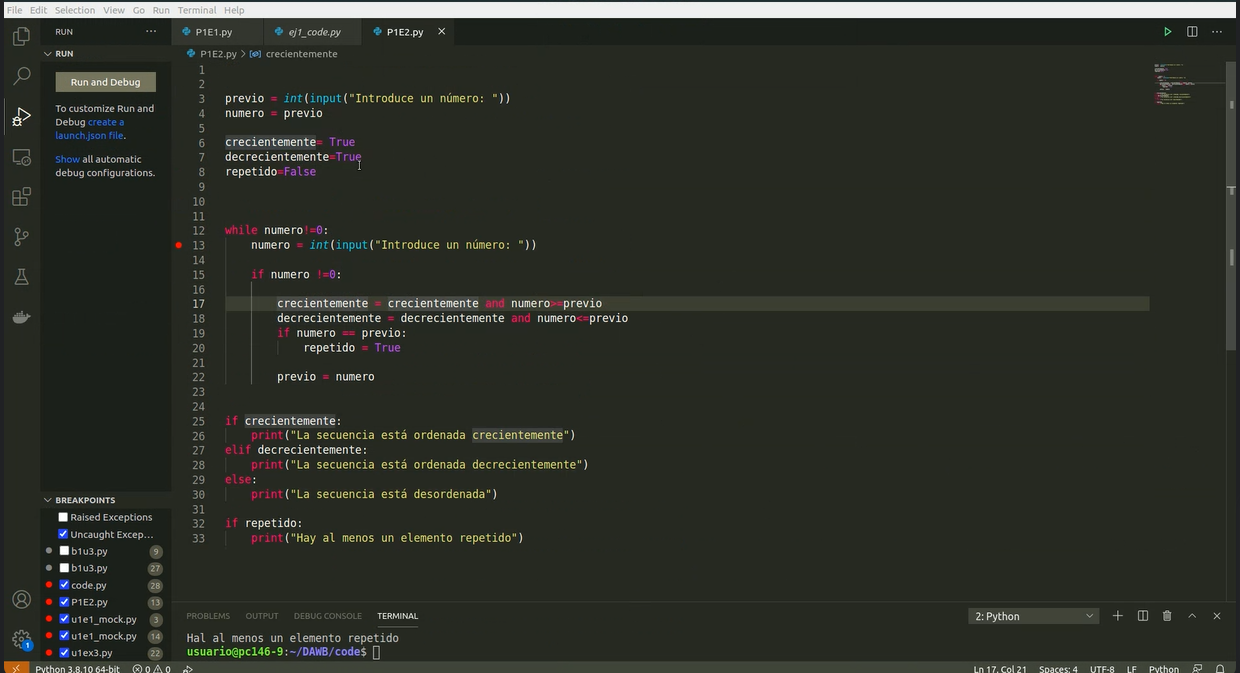 File Edit Selection View Go Run Terminal Help
RUN ...
P1E1.py ej1_code.py P1E2.py
RUN
P1E2.py > crecientemente
Run and Debug
To customize Run and
Debug create a
launch.json file.
Show all automatic
debug configurations.
1
2
3 previo = int(input("Introduce un número: "))
4 numero = previo
5
6 crecientemente= True
7 decrecientemente=True
8 repetido=False
9
10
11
12 while numero!=0:
13 numero = int(input("Introduce un número: "))
14
15 if numero !=0:
16
17 crecientemente = crecientemente and numero>=previo
18 decrecientemente = decrecientemente and numero<=previo
19 if numero == previo:
20 repetido = True
21
22 previo = numero
23
24
25 if crecientemente:
26 print("La secuencia está ordenada crecientemente")
27 elif decrecientemente:
28 print("La secuencia está ordenada decrecientemente")
29 else:
30 print("La secuencia está desordenada")
31
32 if repetido:
33 print("Hay al menos un elemento repetido")
BREAKPOINTS
Raised Exceptions
Uncaught Excep...
b1u3.py 9
b1u3.py 27
code.py 28
P1E2.py 13
u1e1_mock.py 3
u1e1_mock.py 14
u1ex3.py 22
PROBLEMS OUTPUT DEBUG CONSOLE TERMINAL 2: Python
Hal al menos un elemento repetido
usuario@pc146-9:~/DAWB/code$
1
Python 3.8.10 64-bit 0 0 Ln 17, Col 21 Spaces: 4 UTF-8 LF Python